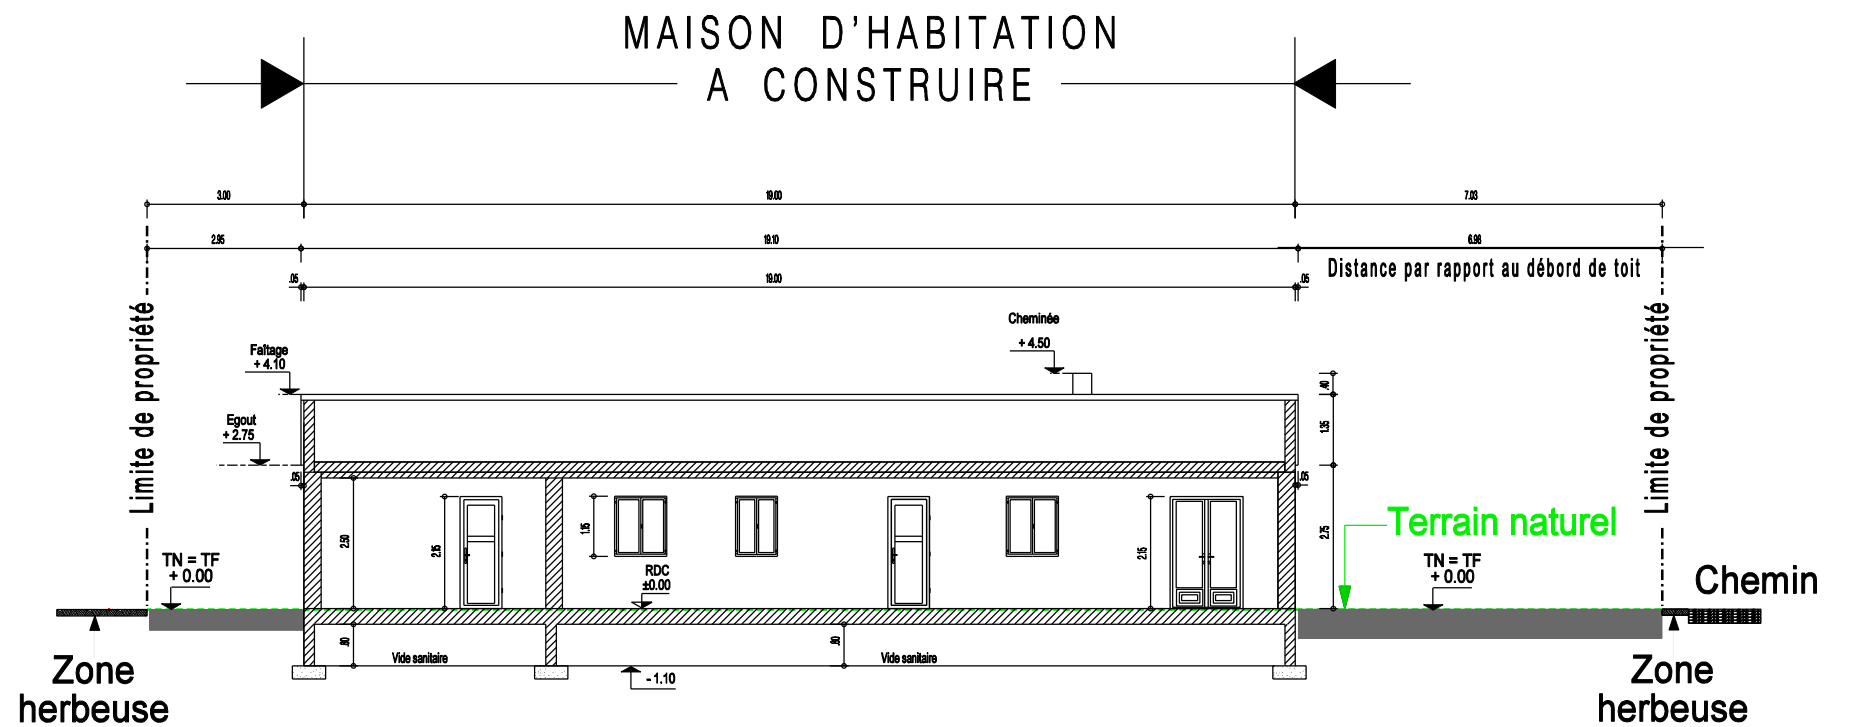 MAISON D'HABITATION
A CONSTRUIRE
3.00
19.00
7.03
2.95
19.10
6.98
Distance par rapport au débord de toit
.05
19.00
.05
Limite de propriété
Limite de propriété
Cheminée
+ 4.50
Faîtage
+ 4.10
.40
Egout
+ 2.75
1.35
.05
.05
2.50
2.15
1.15
2.15
2.75
Terrain naturel
RDC
±0.00
TN = TF
+ 0.00
TN = TF
+ 0.00
Chemin
.80
.80
Vide sanitaire
Vide sanitaire
- 1.10
Zone
herbeuse
Zone
herbeuse